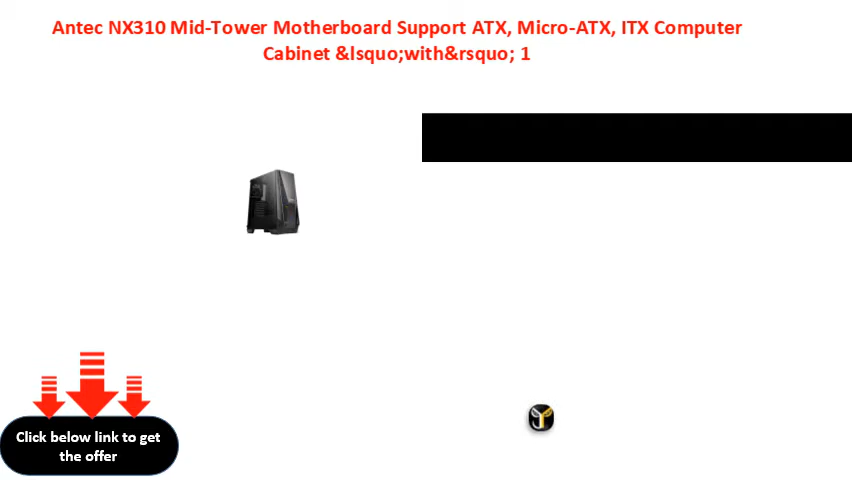 Antec NX310 Mid-Tower Motherboard Support ATX, Micro-ATX, ITX Computer
Cabinet &lsquo;with&rsquo; 1
Click below link to get
the offer